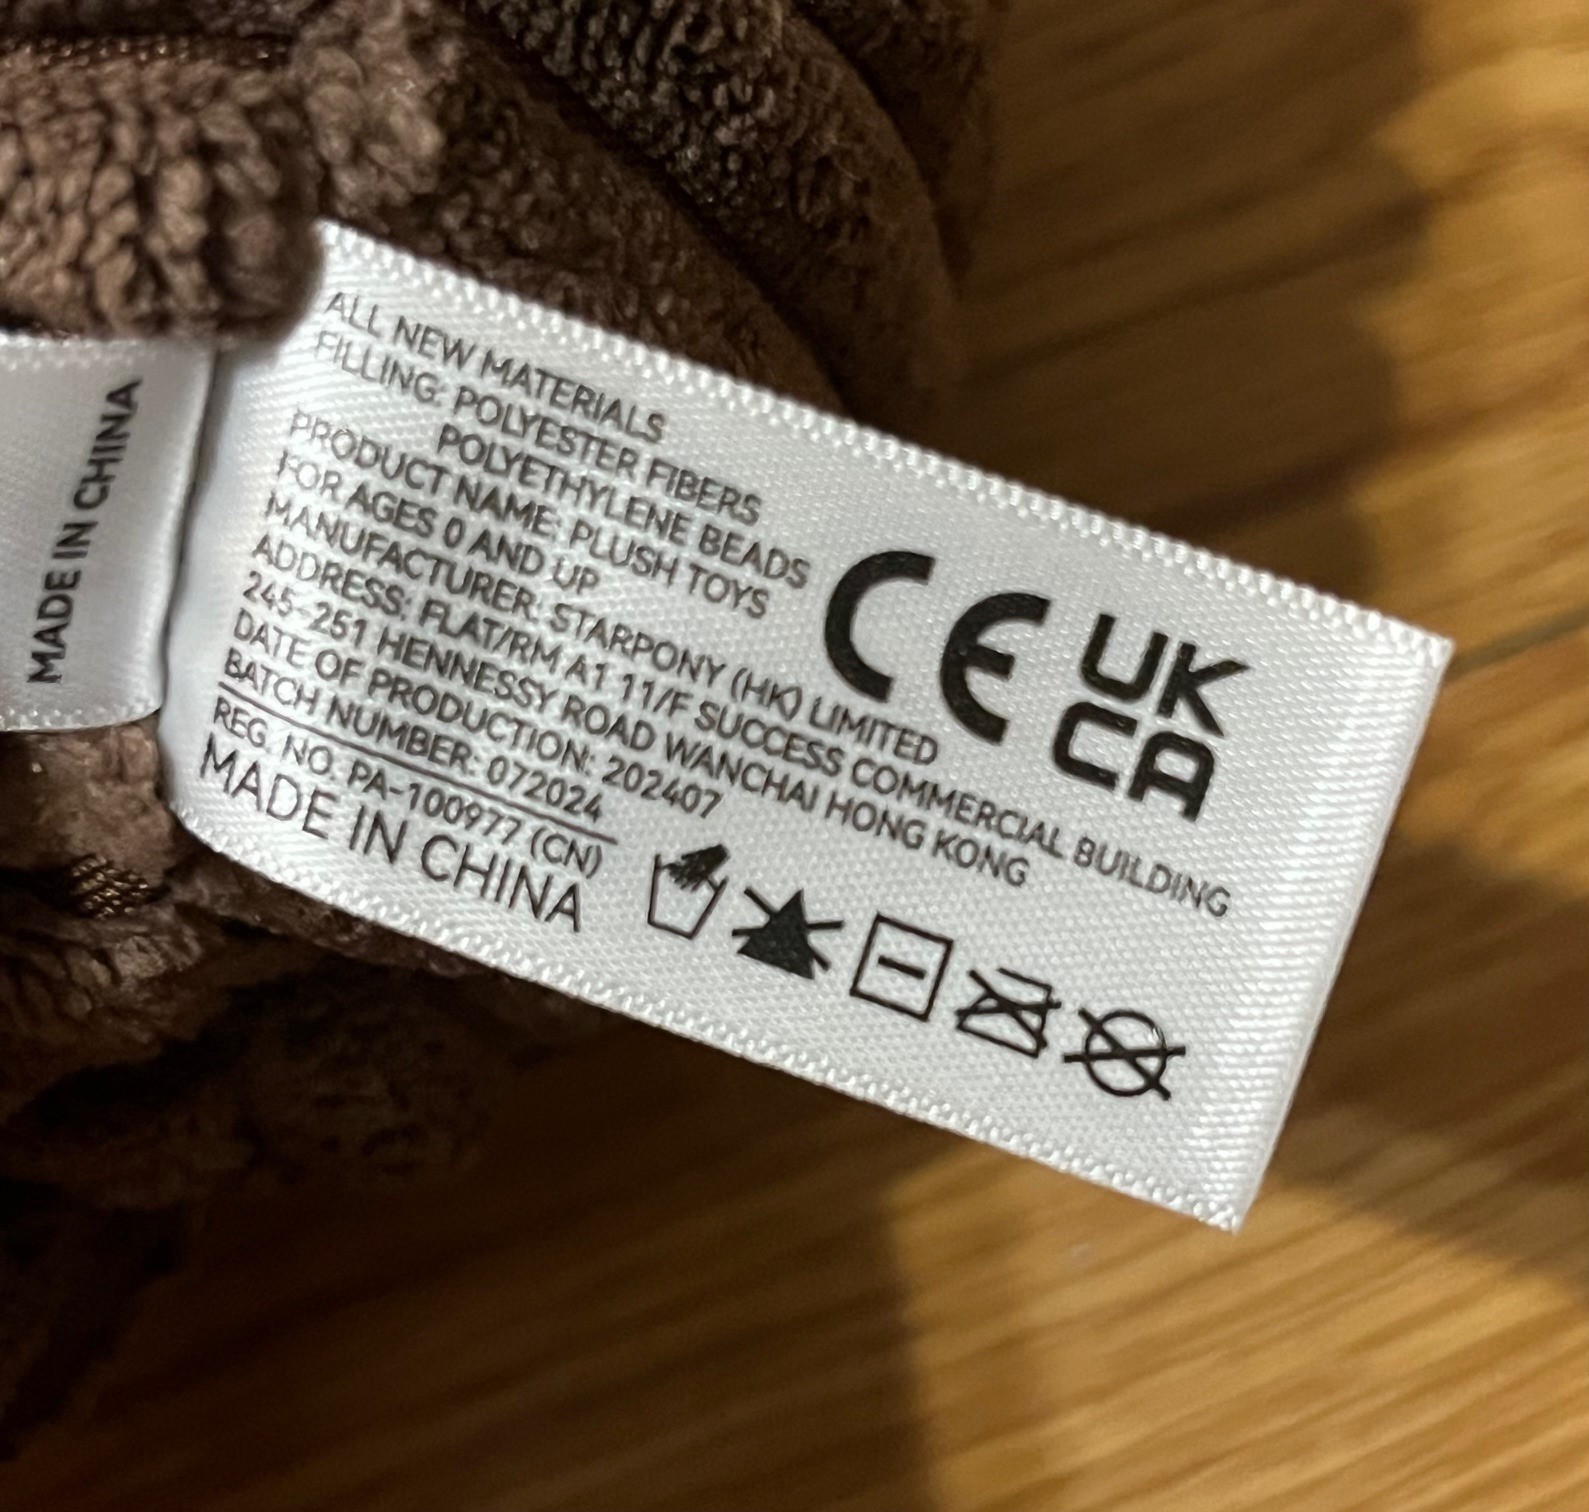 MADE IN CHINA
ALL NEW MATERIALS
FILLING: POLYESTER FIBERS
POLYETHYLENE BEADS
PRODUCT NAME: PLUSH TOYS
FOR AGES 0 AND UP
MANUFACTURER: STARPONY (HK) LIMITED
ADDRESS: FLAT/RM A1 11/F SUCCESS COMMERCIAL BUILDING
245-251 HENNESSY ROAD WANCHAI HONG KONG
DATE OF PRODUCTION: 202407
BATCH NUMBER: 072024
REG. NO. PA-100977 (CN)
MADE IN CHINA
CE
UK
CA